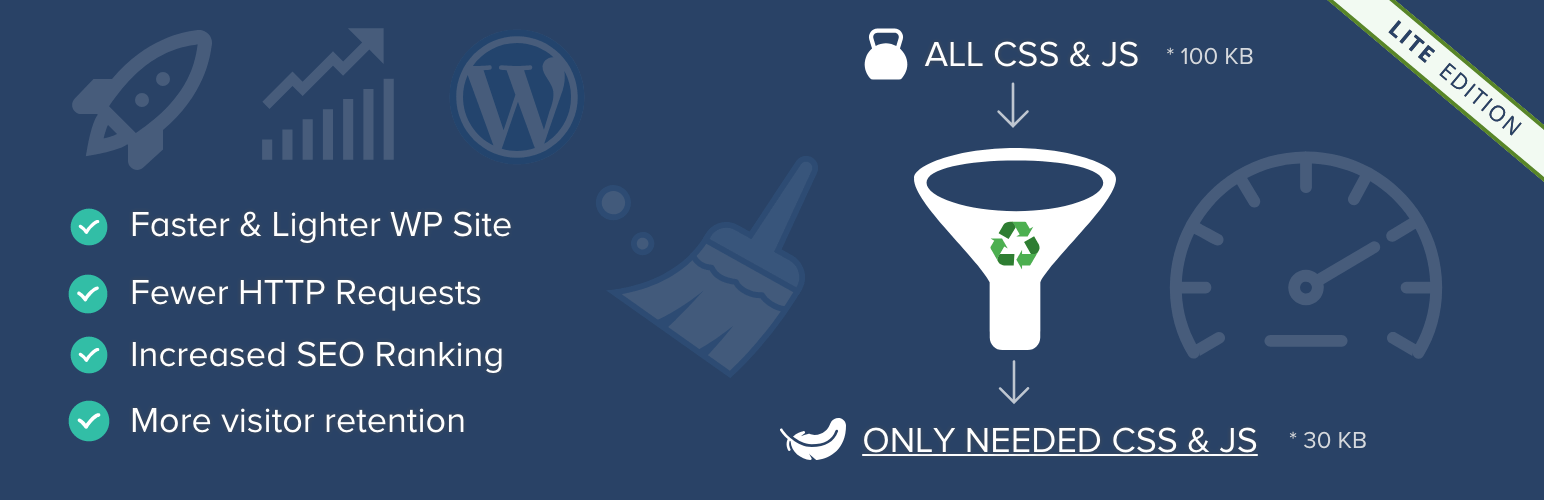 Faster & Lighter WP Site
Fewer HTTP Requests
Increased SEO Ranking
More visitor retention
ALL CSS & JS * 100 KB
ONLY NEEDED CSS & JS * 30 KB
LITE EDITION